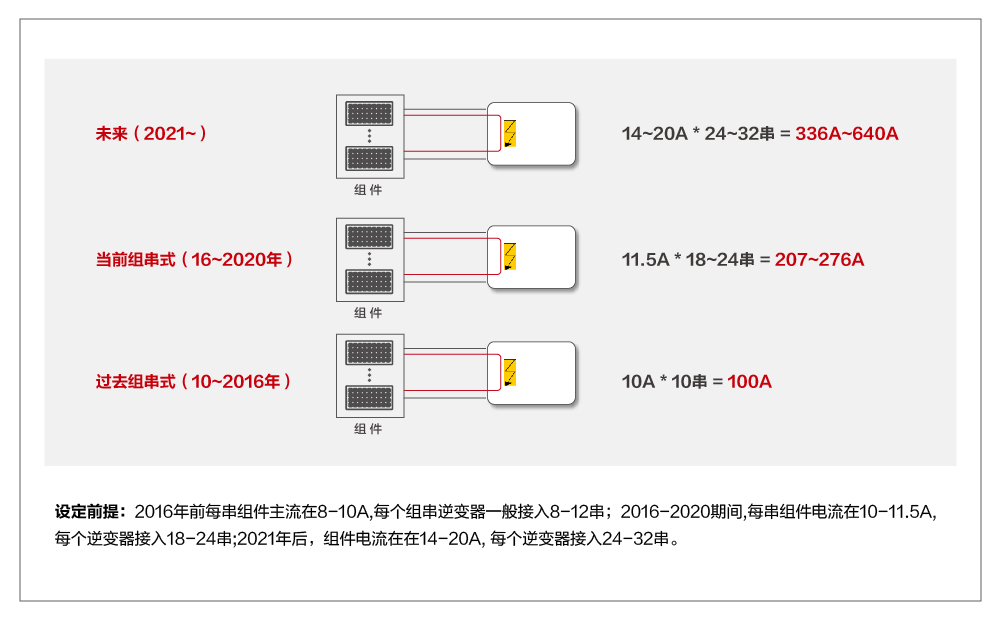 未来（2021~）
14~20A * 24~32串 = 336A~640A
组件
当前组串式（16~2020年）
11.5A * 18~24串 = 207~276A
组件
过去组串式（10~2016年）
10A * 10串 = 100A
组件
设定前提：2016年前每串组件主流在8-10A,每个组串逆变器一般接入8-12串；2016-2020期间,每串组件电流在10-11.5A,
每个逆变器接入18-24串;2021年后，组件电流在在14-20A, 每个逆变器接入24-32串。